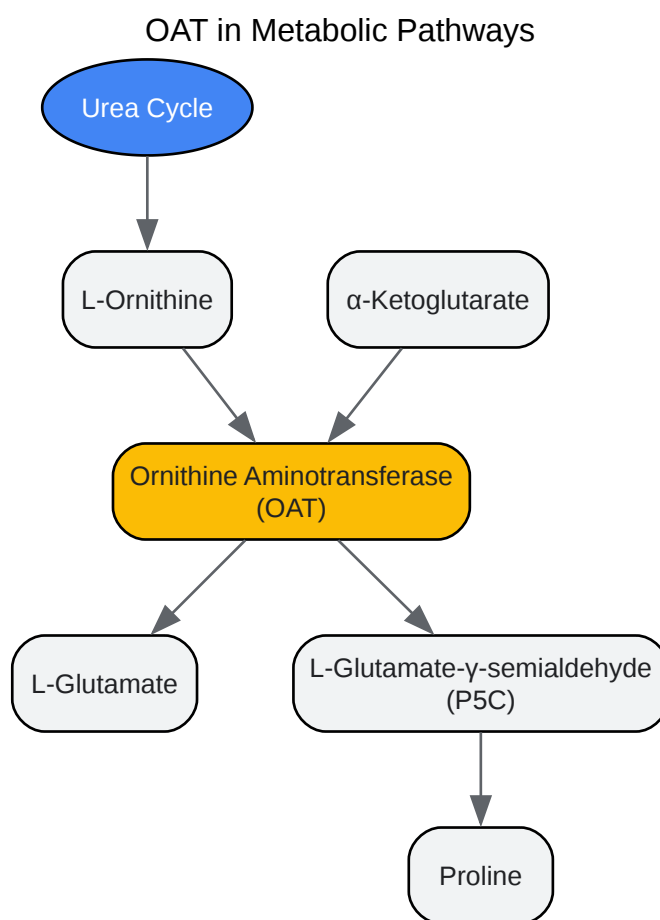 OAT in Metabolic Pathways
Urea Cycle
L-Ornithine
α-Ketoglutarate
Ornithine Aminotransferase
(OAT)
L-Glutamate
L-Glutamate-γ-semialdehyde
(P5C)
Proline